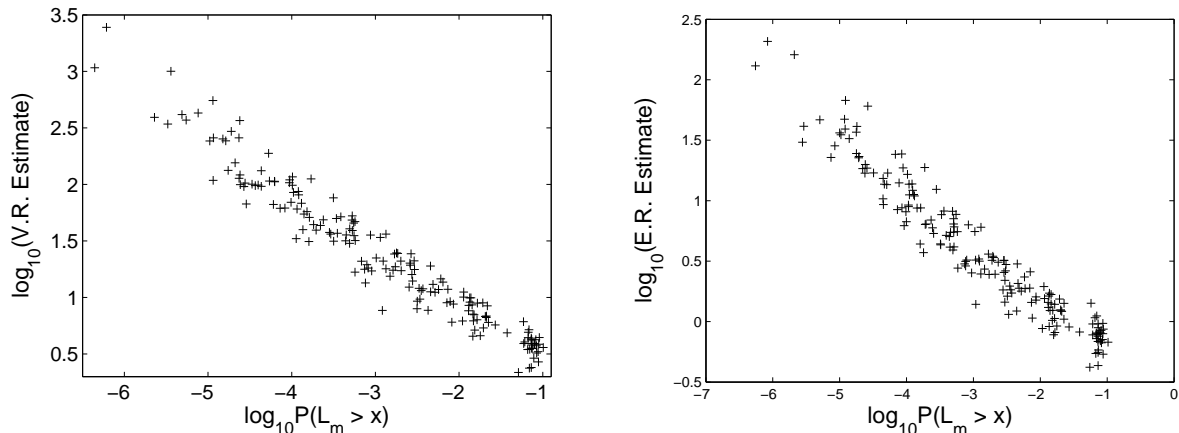 3.5
3
2.5
2
1.5
1
0.5
−6 −5 −4 −3 −2 −1
log10(V.R. Estimate)
log10P(Lm > x)
2.5
2
1.5
1
0.5
0
−0.5
−7 −6 −5 −4 −3 −2 −1 0
log10(E.R. Estimate)
log10P(Lm > x)